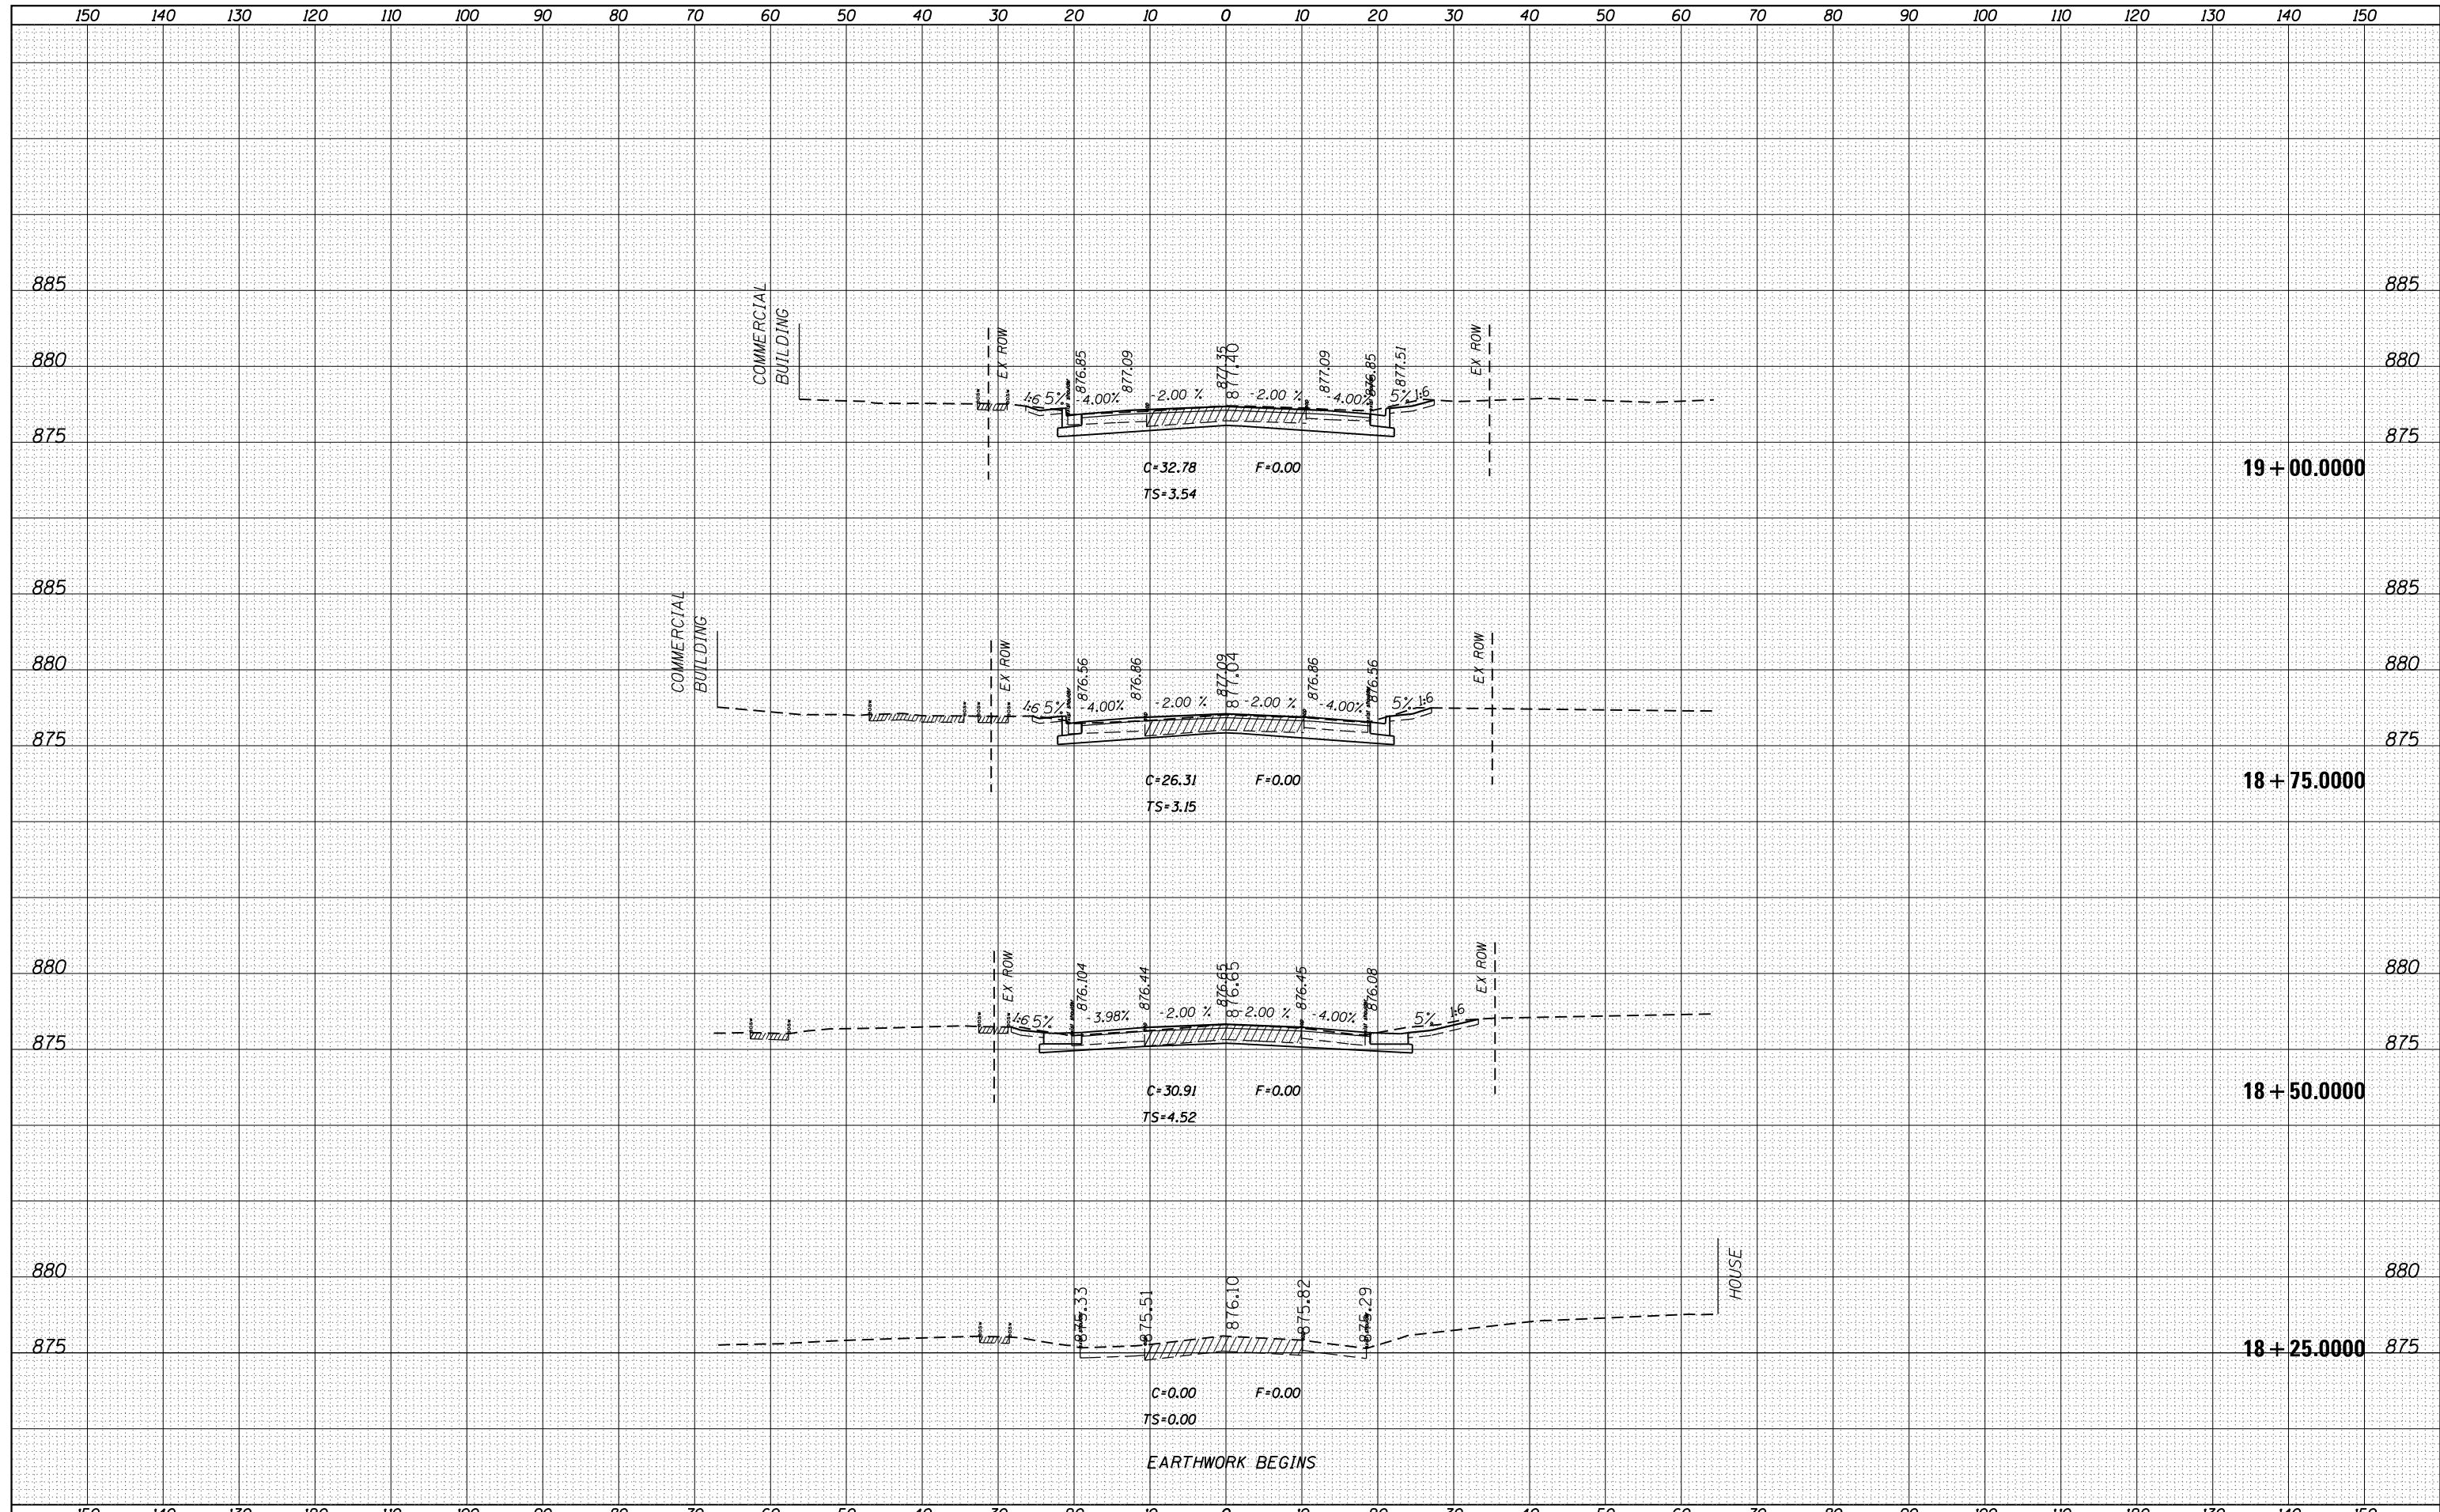 150 140 130 120 110 100 90 80 70 60 50 40 30 20 10 0 10 20 30 40 50 60 70 80 90 100 110 120 130 140 150
885 885
COMMERCIAL
BUILDING
EX ROW
876.85
877.09
877.35
877.40
877.09
876.85
877.51
EX ROW
880 880
1:6 5% -4.00% -2.00 % -2.00 % -4.00% 5% 1:6
875 875
C=32.78 F=0.00
19+00.0000
TS=3.54
885 885
COMMERCIAL
BUILDING
EX ROW
876.56
876.86
877.09
877.04
876.86
876.56
EX ROW
880 880
1:6 5% -4.00% -2.00 % -2.00 % -4.00% 5% 1:6
875 875
C=26.31 F=0.00
18+75.0000
TS=3.15
EX ROW
876.104
876.44
876.65
876.65
876.45
876.08
EX ROW
880 880
1:6 5% -3.98% -2.00 % -2.00 % -4.00% 5% 1:6
875 875
C=30.91 F=0.00
18+50.0000
TS=4.52
880 880
HOUSE
875.33
875.51
876.10
875.82
875.29
875 18+25.0000 875
C=0.00 F=0.00
TS=0.00
EARTHWORK BEGINS